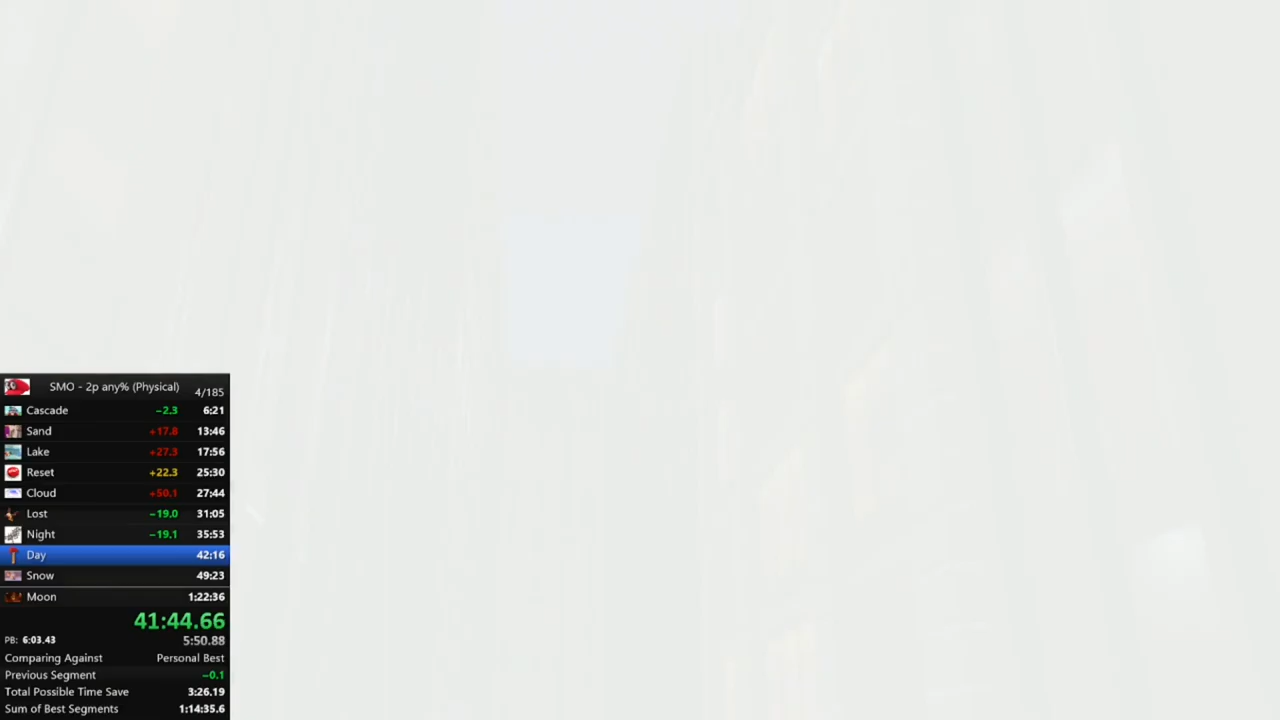 SMO - 2p any% (Physical) 4/185
Cascade −2.3 6:21
Sand +17.8 13:46
Lake +27.3 17:56
Reset +22.3 25:30
Cloud +50.1 27:44
Lost −19.0 31:05
Night −19.1 35:53
Day 42:16
Snow 49:23
Moon 1:22:36
41:44.66
PB: 6:03.43 5:50.88
Comparing Against Personal Best
Previous Segment −0.1
Total Possible Time Save 3:26.19
Sum of Best Segments 1:14:35.6